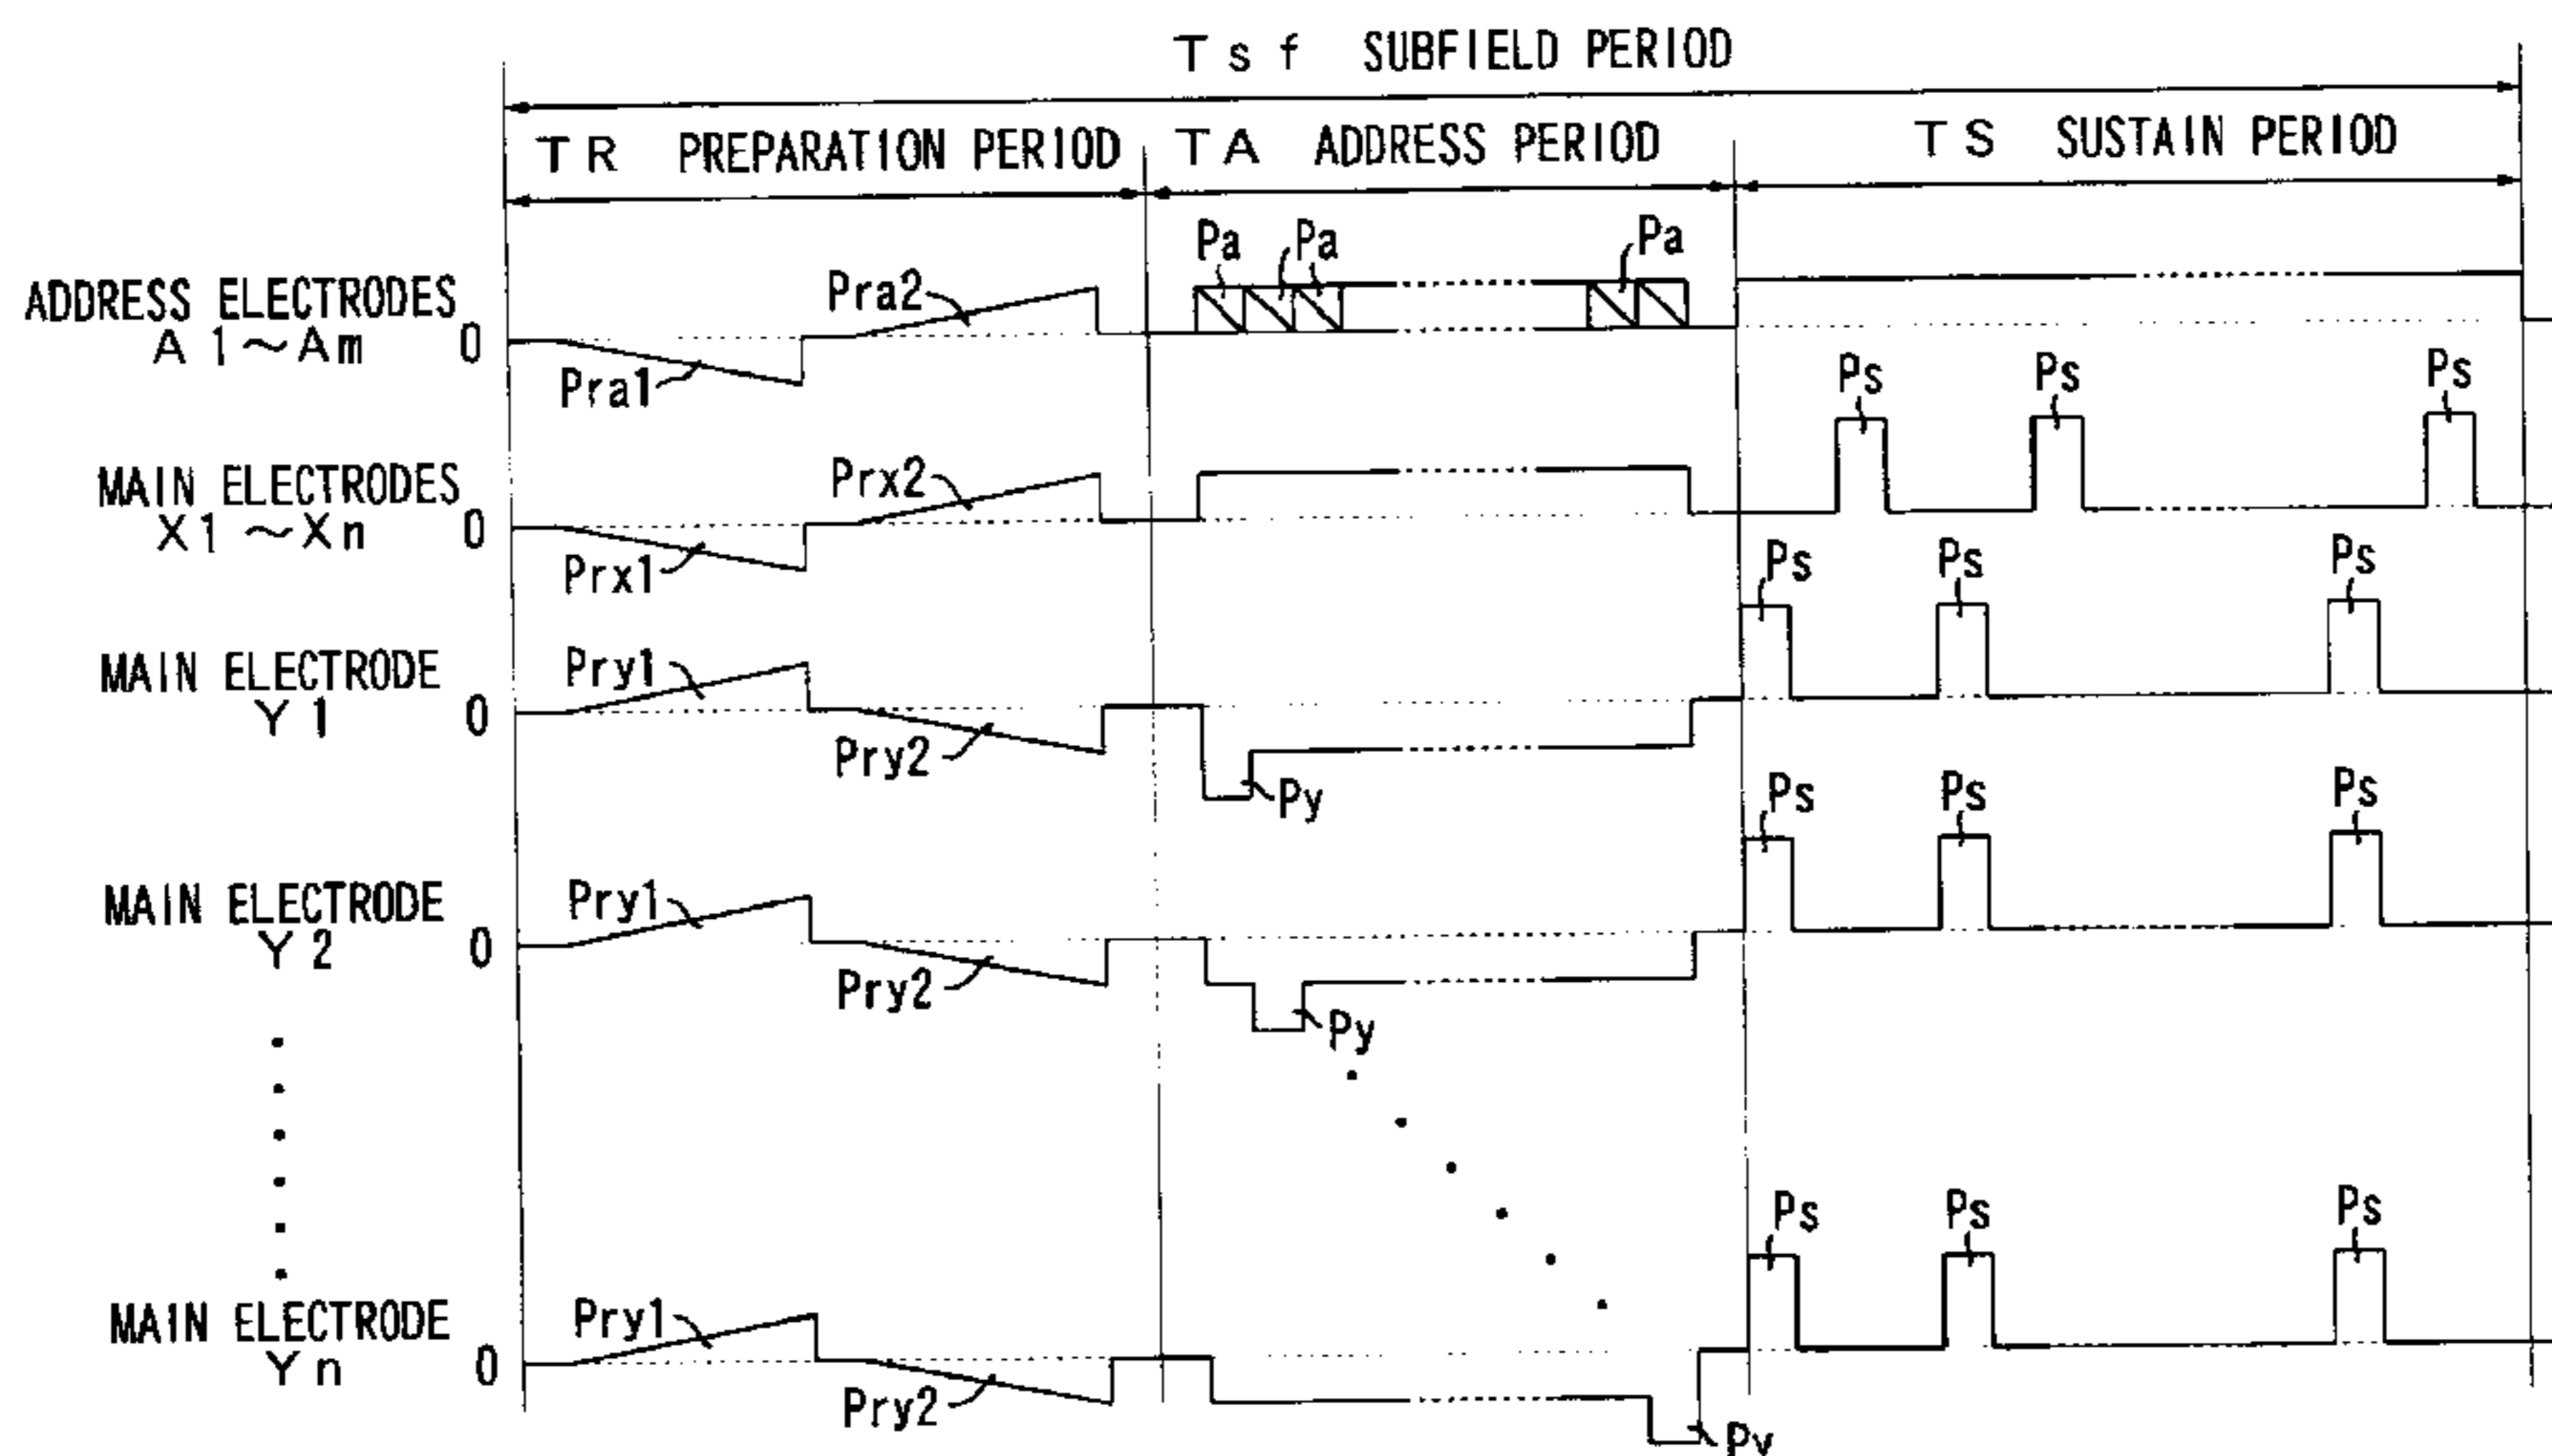 Tsf SUBFIELD PERIOD
TR PREPARATION PERIOD
TA ADDRESS PERIOD
TS SUSTAIN PERIOD
ADDRESS ELECTRODES
A1~Am
0
Pra1
Pra2
Pa
Pa
Pa
MAIN ELECTRODES
X1~Xn
0
Prx1
Prx2
Ps
Ps
Ps
MAIN ELECTRODE
Y1
0
Pry1
Pry2
Py
Ps
Ps
Ps
MAIN ELECTRODE
Y2
0
Pry1
Pry2
Py
Ps
Ps
Ps
MAIN ELECTRODE
Yn
0
Pry1
Pry2
Py
Ps
Ps
Ps